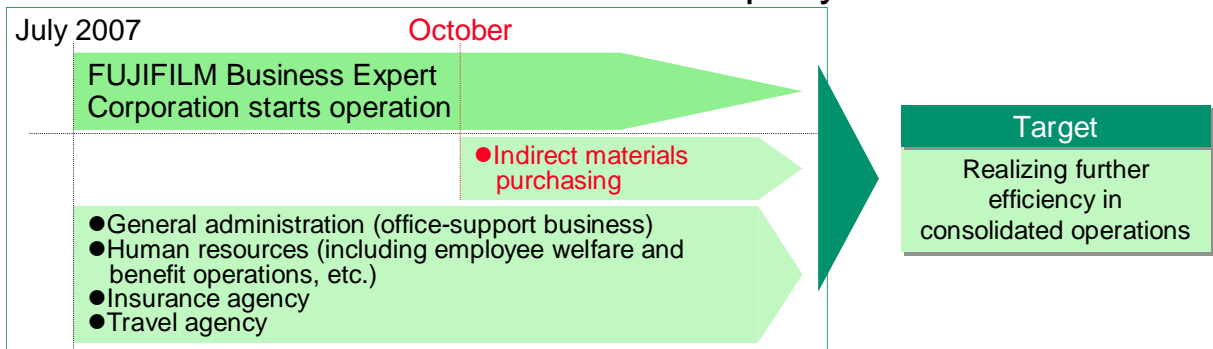 July 2007 October
FUJIFILM Business Expert
Corporation starts operation
●Indirect materials
purchasing
●General administration (office-support business)
●Human resources (including employee welfare and
benefit operations, etc.)
●Insurance agency
●Travel agency
Target
Realizing further
efficiency in
consolidated operations